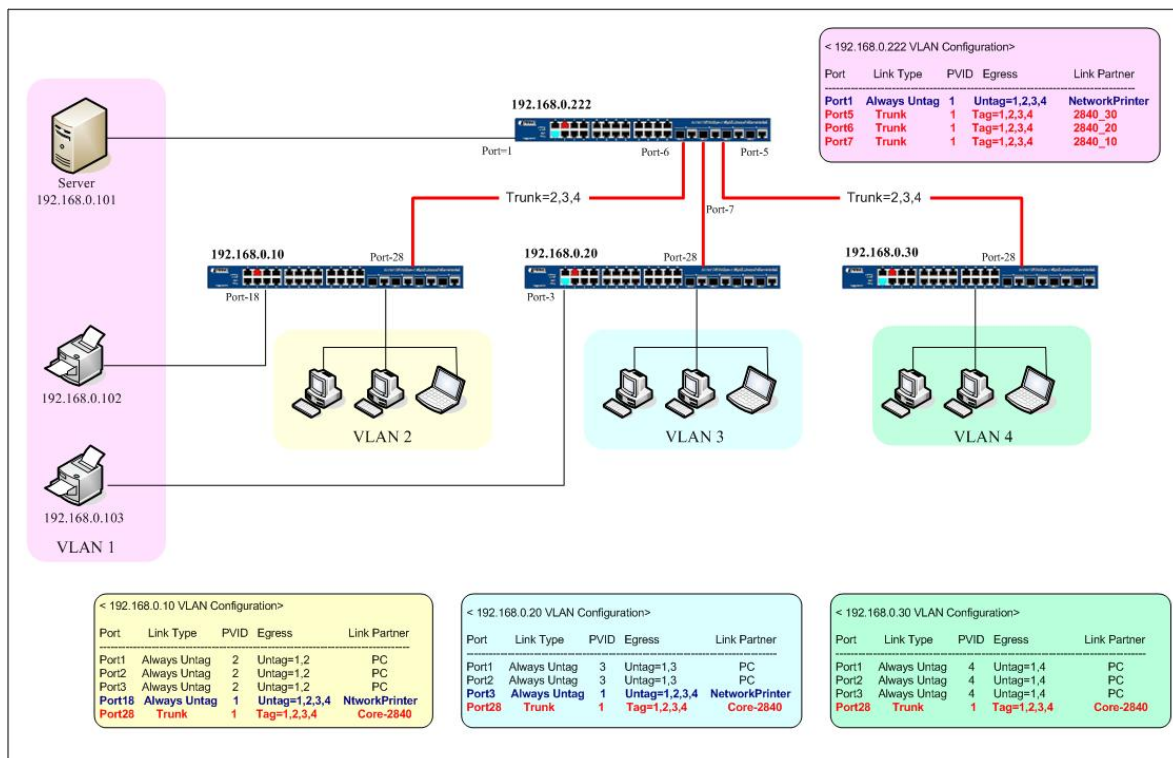 < 192.168.0.222 VLAN Configuration>
Port Link Type PVID Egress Link Partner
Port1 Always Untag 1 Untag=1,2,3,4 NetworkPrinter
Port5 Trunk 1 Tag=1,2,3,4 2840_30
Port6 Trunk 1 Tag=1,2,3,4 2840_20
Port7 Trunk 1 Tag=1,2,3,4 2840_10
192.168.0.222
Port=1
Port-6
Port-5
Server
192.168.0.101
Trunk=2,3,4
Port-7
Trunk=2,3,4
192.168.0.10
Port-28
192.168.0.20
Port-28
192.168.0.30
Port-28
Port-18
Port-3
192.168.0.102
VLAN 2
VLAN 3
VLAN 4
192.168.0.103
VLAN 1
< 192.168.0.10 VLAN Configuration>
Port Link Type PVID Egress Link Partner
Port1 Always Untag 2 Untag=1,2 PC
Port2 Always Untag 2 Untag=1,2 PC
Port3 Always Untag 2 Untag=1,2 PC
Port18 Always Untag 1 Untag=1,2,3,4 NtworkPrinter
Port28 Trunk 1 Tag=1,2,3,4 Core-2840
< 192.168.0.20 VLAN Configuration>
Port Link Type PVID Egress Link Partner
Port1 Always Untag 3 Untag=1,3 PC
Port2 Always Untag 3 Untag=1,3 PC
Port3 Always Untag 1 Untag=1,2,3,4 NetworkPrinter
Port28 Trunk 1 Tag=1,2,3,4 Core-2840
< 192.168.0.30 VLAN Configuration>
Port Link Type PVID Egress Link Partner
Port1 Always Untag 4 Untag=1,4 PC
Port2 Always Untag 4 Untag=1,4 PC
Port3 Always Untag 4 Untag=1,4 PC
Port28 Trunk 1 Tag=1,2,3,4 Core-2840